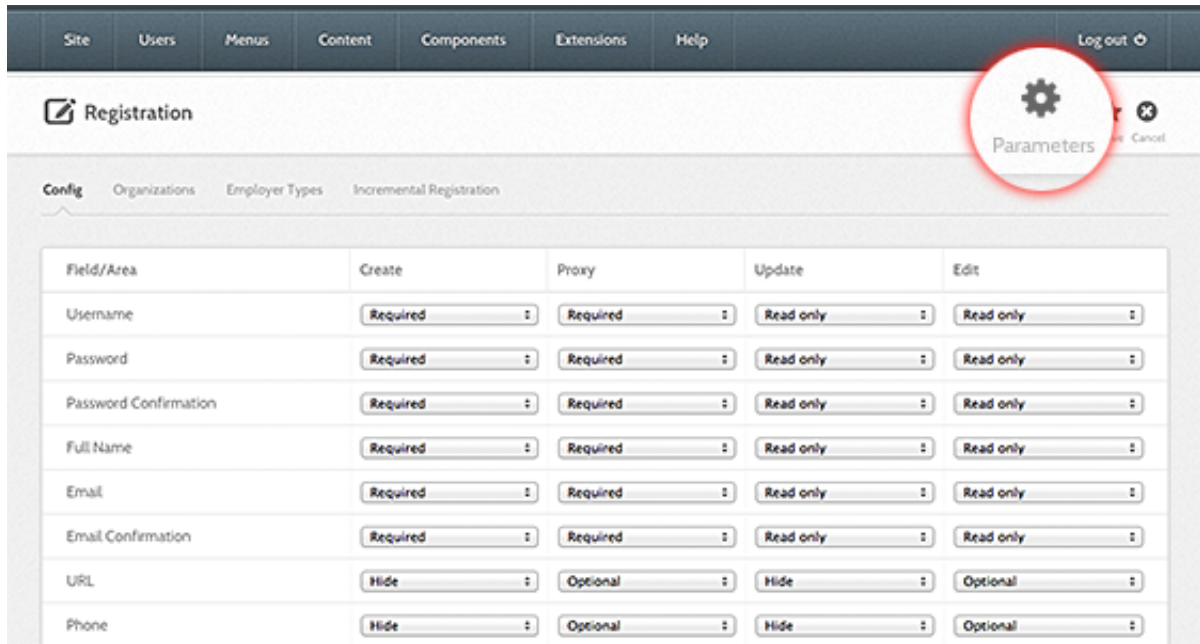 Site Users Menus Content Components Extensions Help Log out
Registration
Parameters Cancel
Config Organizations Employer Types Incremental Registration
Field/Area Create Proxy Update Edit
Username Required Required Read only Read only
Password Required Required Read only Read only
Password Confirmation Required Required Read only Read only
Full Name Required Required Read only Read only
Email Required Required Read only Read only
Email Confirmation Required Required Read only Read only
URL Hide Optional Hide Optional
Phone Hide Optional Hide Optional